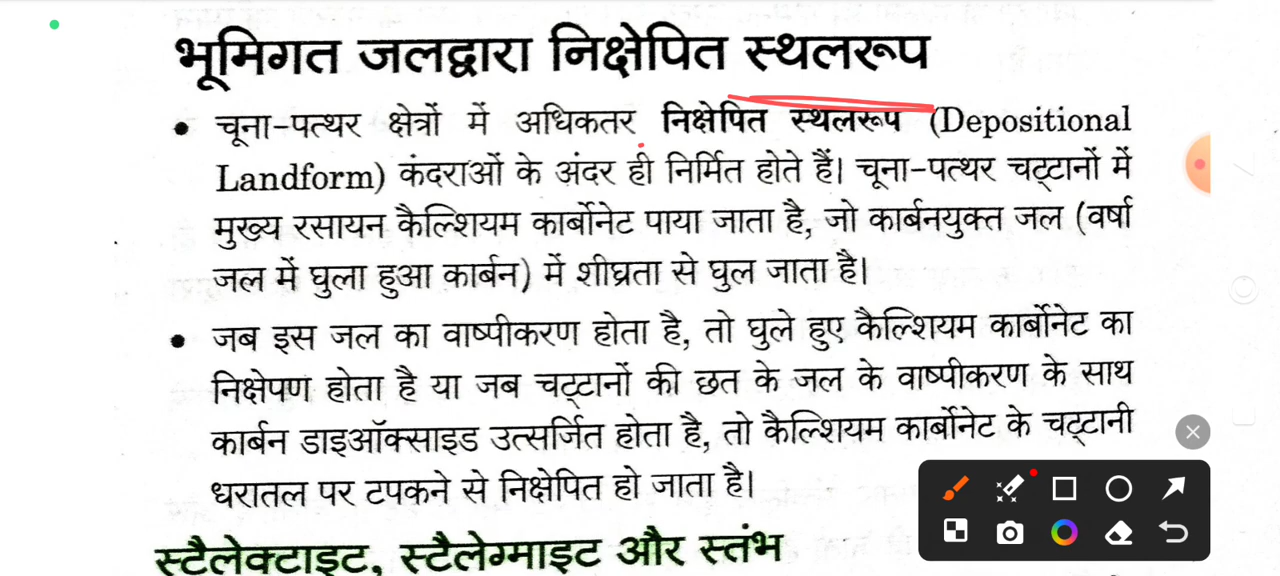 भूमिगत जलद्वारा निक्षेपित स्थलरूप
• चूना-पत्थर क्षेत्रों में अधिकतर निक्षेपित स्थलरूप (Depositional
Landform) कंदराओं के अंदर ही निर्मित होते हैं। चूना-पत्थर चट्टानों में
मुख्य रसायन कैल्शियम कार्बोनेट पाया जाता है, जो कार्बनयुक्त जल (वर्षा
जल में घुला हुआ कार्बन) में शीघ्रता से घुल जाता है।
• जब इस जल का वाष्पीकरण होता है, तो घुले हुए कैल्शियम कार्बोनेट का
निक्षेपण होता है या जब चट्टानों की छत के जल के वाष्पीकरण के साथ
कार्बन डाइऑक्साइड उत्सर्जित होता है, तो कैल्शियम कार्बोनेट के चट्टानी
धरातल पर टपकने से निक्षेपित हो जाता है।
स्टैलेक्टाइट, स्टैलेग्माइट और स्तंभ